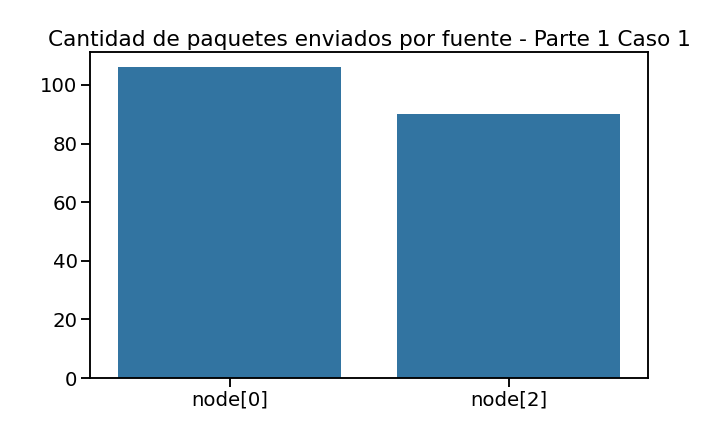 Cantidad de paquetes enviados por fuente - Parte 1 Caso 1
100
80
60
40
20
0
node[0]
node[2]